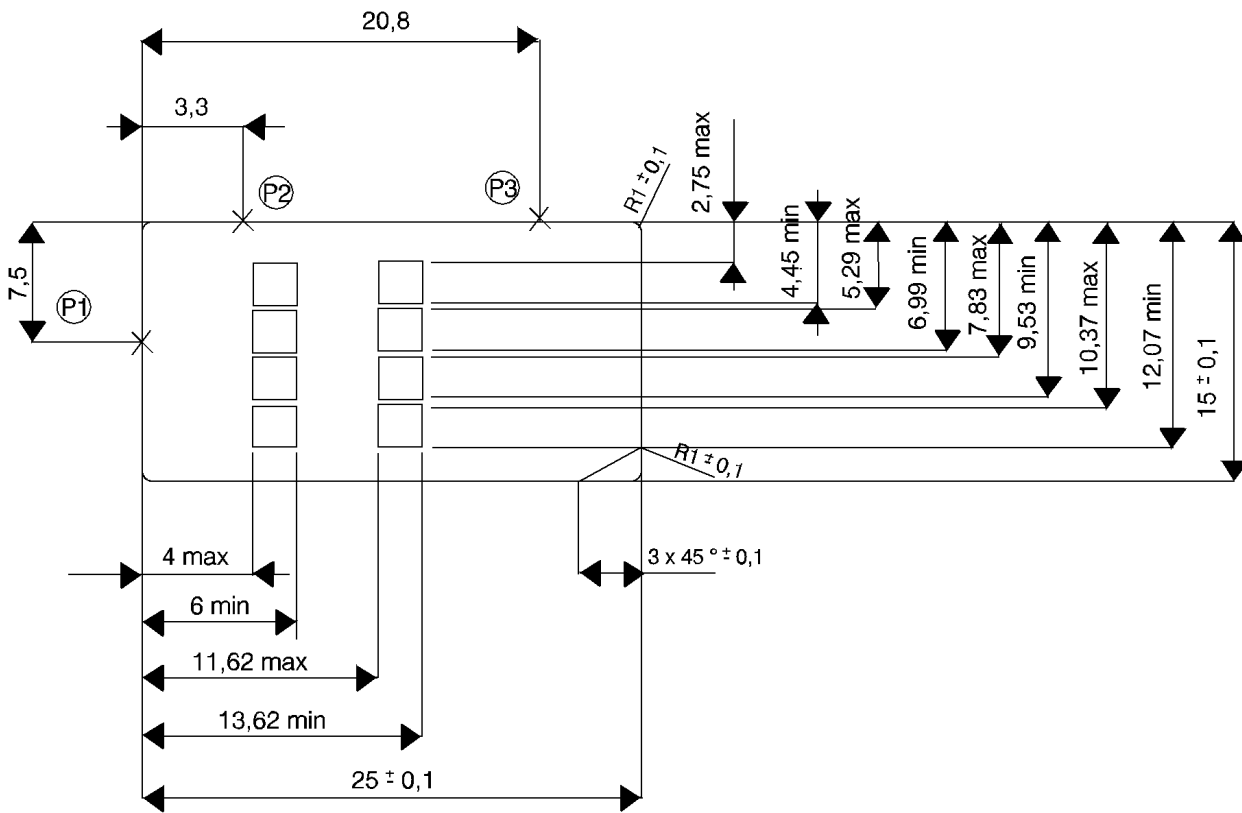 20,8
3,3
P2
P3
R1 ± 0,1
2,75 max
4,45 min
5,29 max
6,99 min
7,83 max
9,53 min
10,37 max
12,07 min
15 ± 0,1
7,5
P1
R1 ± 0,1
4 max
3 x 45° ± 0,1
6 min
11,62 max
13,62 min
25 ± 0,1